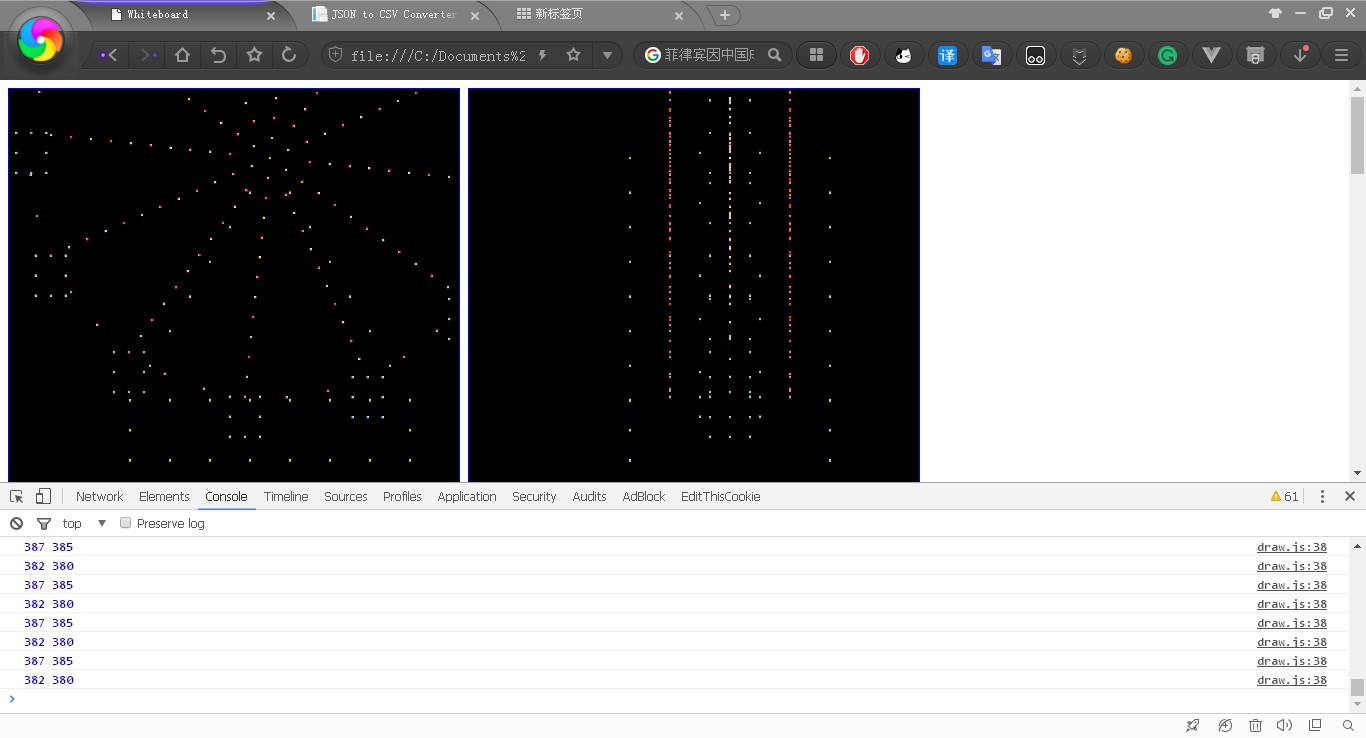 Whiteboard
JSON to CSV Converter
新标签页
file:///C:/Documents%2
菲律宾因中国
译
Network Elements Console Timeline Sources Profiles Application Security Audits AdBlock EditThisCookie
61
top Preserve log
387 385 draw.js:38
382 380 draw.js:38
387 385 draw.js:38
382 380 draw.js:38
387 385 draw.js:38
382 380 draw.js:38
387 385 draw.js:38
382 380 draw.js:38